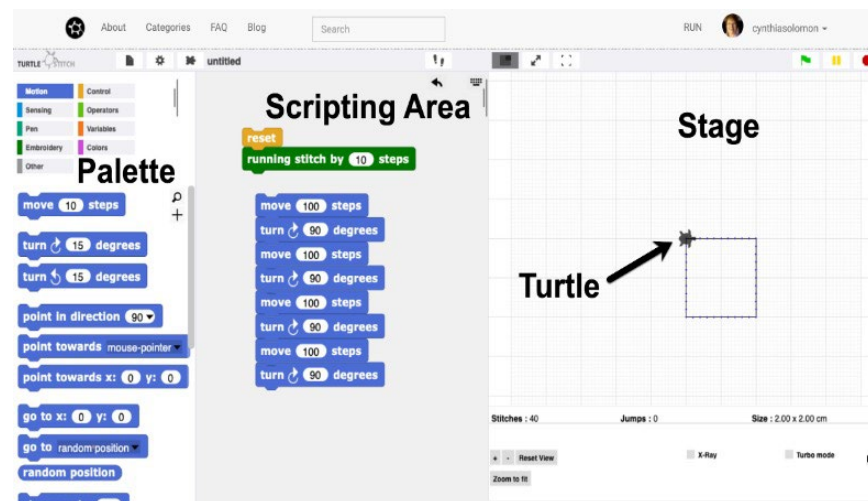 About Categories FAQ Blog Search RUN cynthiasolomon
TURTLE STITCH untitled
Motion Control
Sensing Operators
Pen Variables
Embroidery Colors
Other
Palette
move 10 steps
turn 15 degrees
turn 15 degrees
point in direction 90
point towards mouse-pointer
point towards x: 0 y: 0
go to x: 0 y: 0
go to random position
random position
Scripting Area
reset
running stitch by 10 steps
move 100 steps
turn 90 degrees
move 100 steps
turn 90 degrees
move 100 steps
turn 90 degrees
move 100 steps
turn 90 degrees
Stage
Turtle
Stitches : 40 Jumps : 0 Size : 2.00 x 2.00 cm
+ - Reset View X-Ray Turbo mode
Zoom to fit